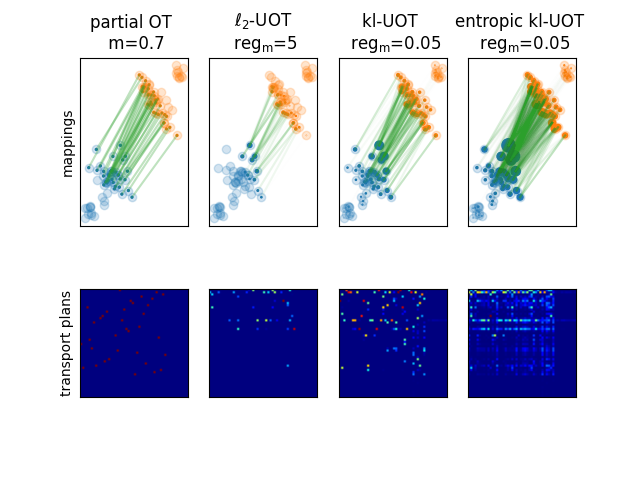 partial OT
m=0.7
ℓ₂-UOT
regₘ=5
kl-UOT
regₘ=0.05
entropic kl-UOT
regₘ=0.05
mappings
transport plans